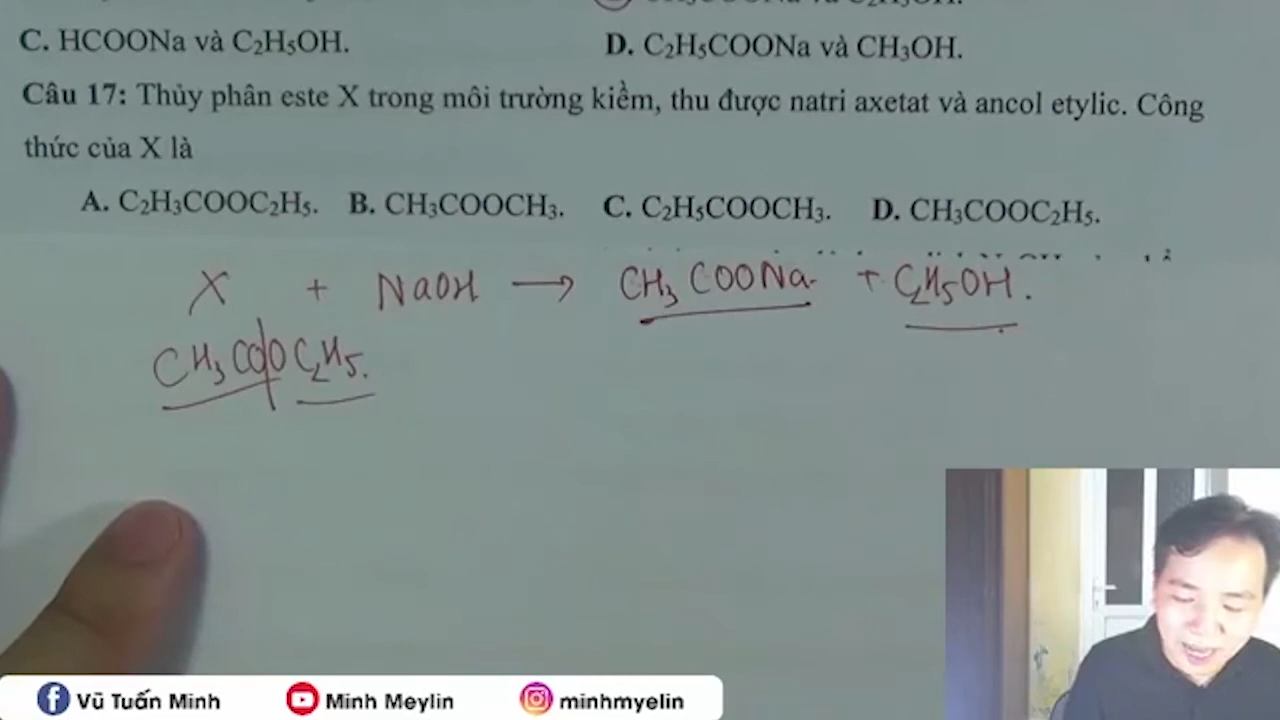 C. HCOONa và C2H5OH. D. C2H5COONa và CH3OH.
Câu 17: Thủy phân este X trong môi trường kiềm, thu được natri axetat và ancol etylic. Công
thức của X là
A. C2H3COOC2H5. B. CH3COOCH3. C. C2H5COOCH3. D. CH3COOC2H5.
X + NaOH → CH3COONa + C2H5OH.
CH3COOC2H5.
Vũ Tuấn Minh Minh Meylin minhmyelin